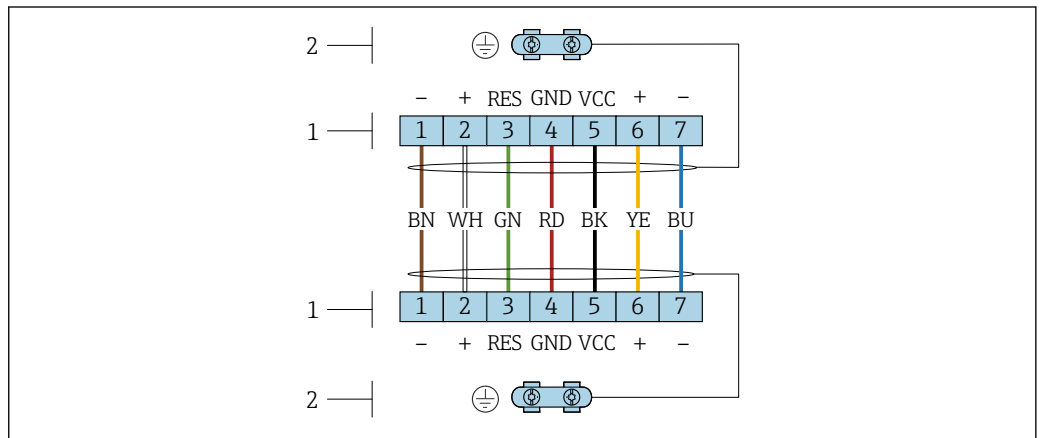 2
− + RES GND VCC + −
1 1 2 3 4 5 6 7
BN WH GN RD BK YE BU
1 1 2 3 4 5 6 7
− + RES GND VCC + −
2